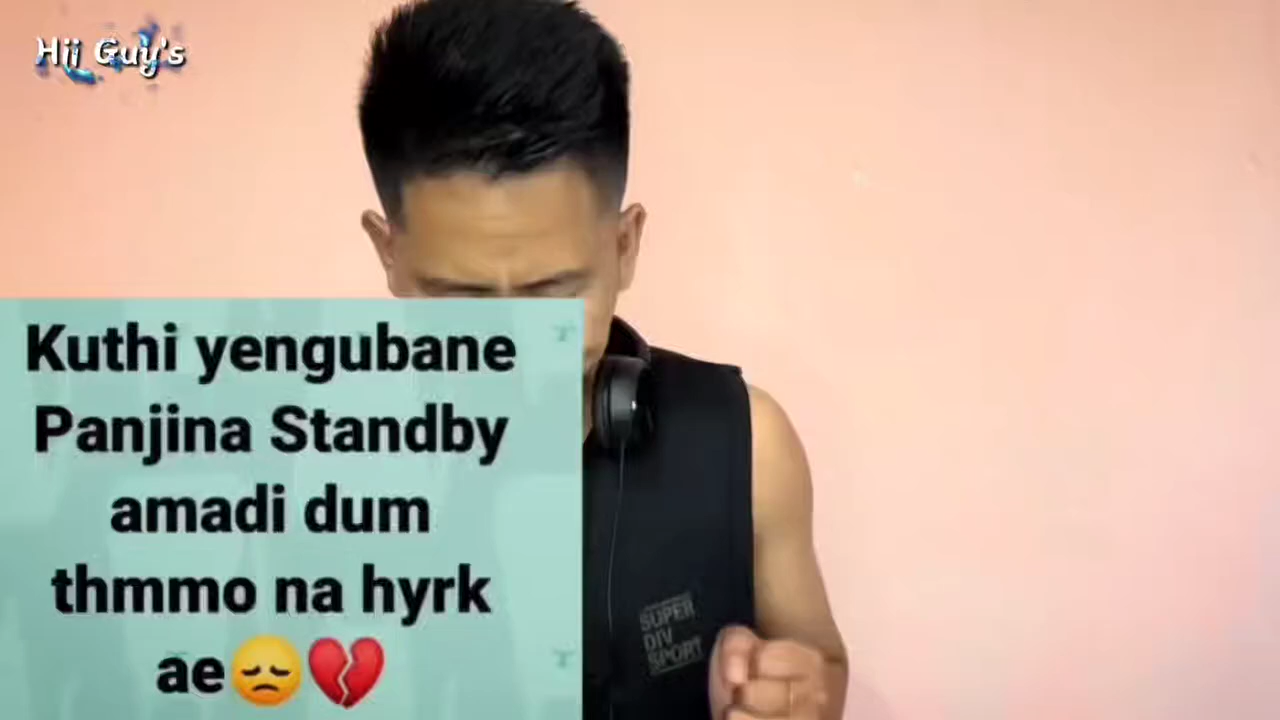 Hii Guy's
Kuthi yengubane
Panjina Standby
amadi dum
thmmo na hyrk
ae😞💔
SUPER
DIV
SPORT